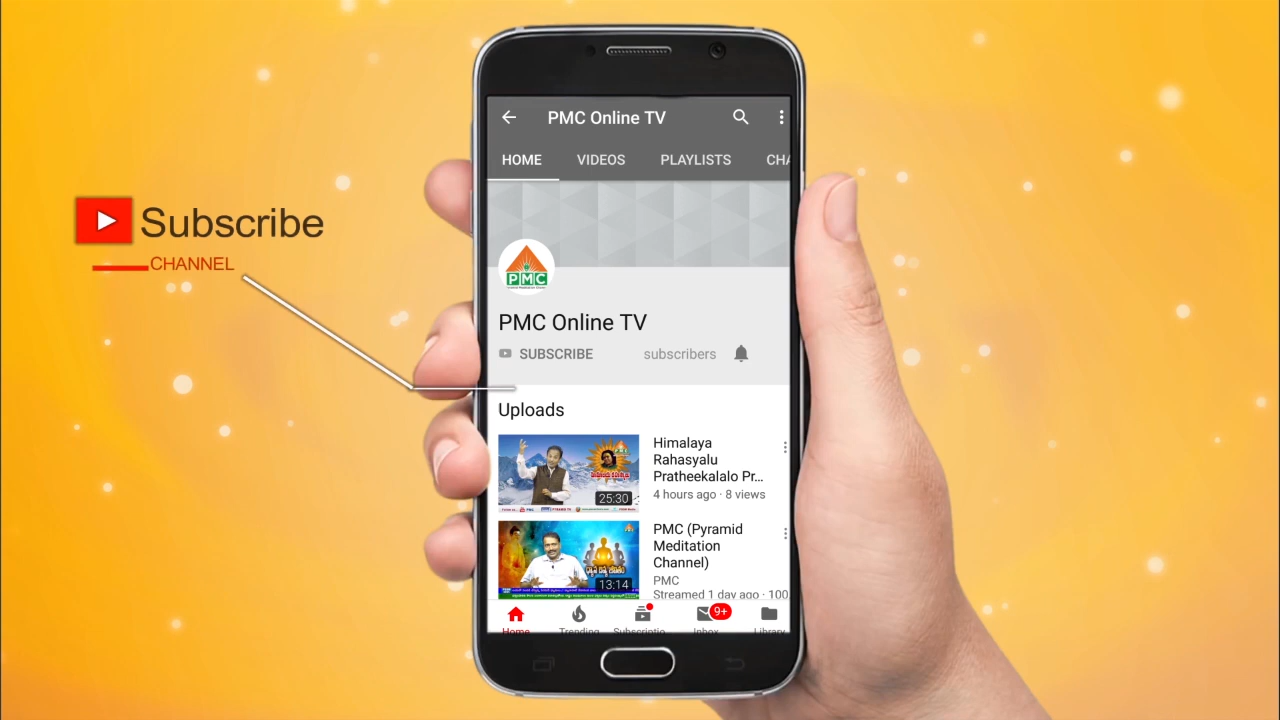 Subscribe
CHANNEL
PMC Online TV
HOME
VIDEOS
PLAYLISTS
CHA
PMC
PMC Online TV
SUBSCRIBE
subscribers
Uploads
25:30
Himalaya
Rahasyalu
Pratheekalalo Pr...
4 hours ago · 8 views
13:14
PMC (Pyramid
Meditation
Channel)
PMC
Streamed 1 day ago · 100
9+
Home
Trending
Subscriptio
Inbox
Library